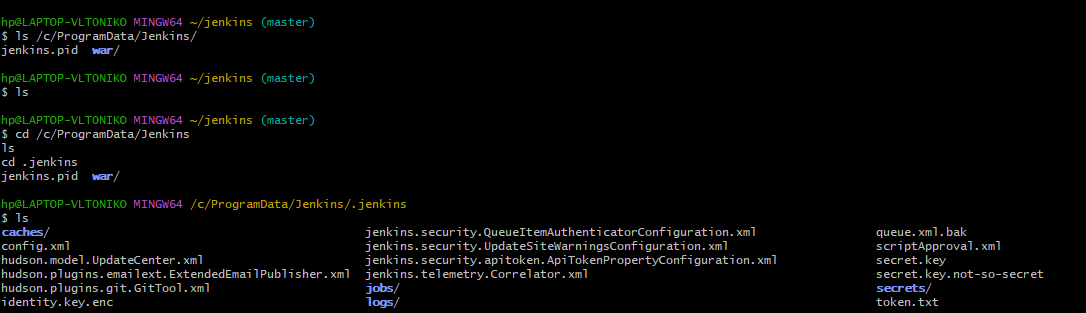 hp@LAPTOP-VLTONIKO MINGW64 ~/jenkins (master)
$ ls /c/ProgramData/Jenkins/
jenkins.pid  war/
hp@LAPTOP-VLTONIKO MINGW64 ~/jenkins (master)
$ ls
hp@LAPTOP-VLTONIKO MINGW64 ~/jenkins (master)
$ cd /c/ProgramData/Jenkins
ls
cd .jenkins
jenkins.pid  war/
hp@LAPTOP-VLTONIKO MINGW64 /c/ProgramData/Jenkins/.jenkins
$ ls
caches/  jenkins.security.QueueItemAuthenticatorConfiguration.xml  queue.xml.bak
config.xml  jenkins.security.UpdateSiteWarningsConfiguration.xml  scriptApproval.xml
hudson.model.UpdateCenter.xml  jenkins.security.apitoken.ApiTokenPropertyConfiguration.xml  secret.key
hudson.plugins.emailext.ExtendedEmailPublisher.xml  jenkins.telemetry.Correlator.xml  secret.key.not-so-secret
hudson.plugins.git.GitTool.xml  jobs/  secrets/
identity.key.enc  logs/  token.txt